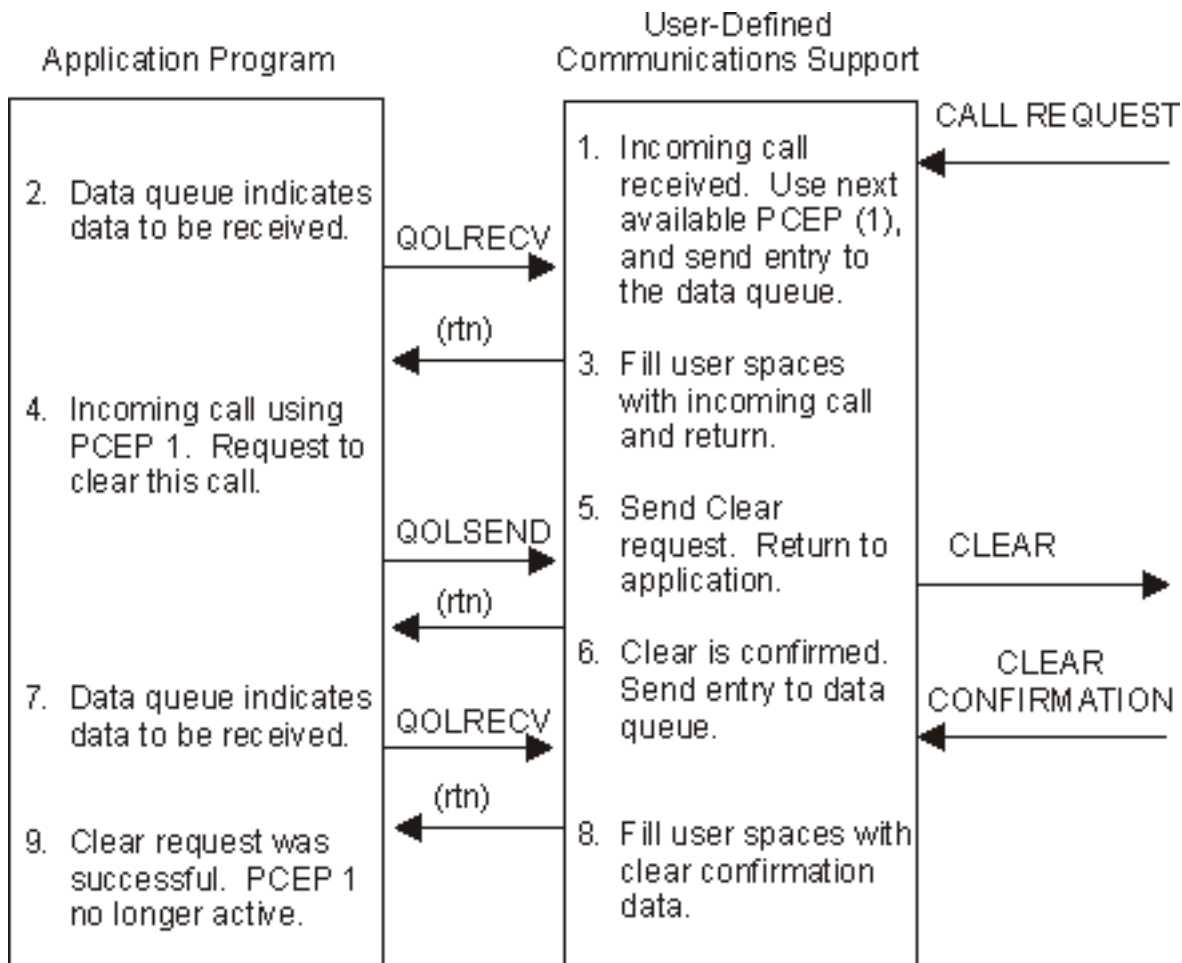 Application Program
User-Defined
Communications Support
CALL REQUEST
1. Incoming call
received. Use next
available PCEP (1),
and send entry to
the data queue.
2. Data queue indicates
data to be received.
QOLRECV
(rtn)
3. Fill user spaces
with incoming call
and return.
4. Incoming call using
PCEP 1. Request to
clear this call.
QOLSEND
5. Send Clear
request. Return to
application.
CLEAR
(rtn)
6. Clear is confirmed.
Send entry to data
queue.
CLEAR
CONFIRMATION
7. Data queue indicates
data to be received.
QOLRECV
(rtn)
8. Fill user spaces with
clear confirmation
data.
9. Clear request was
successful. PCEP 1
no longer active.